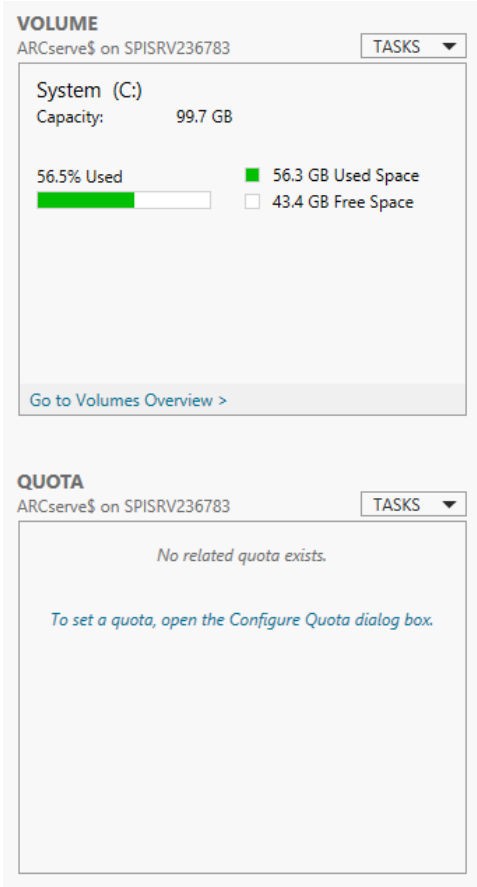 VOLUME
ARCserve$ on SPISRV236783
TASKS
System (C:)
Capacity: 99.7 GB
56.5% Used
56.3 GB Used Space
43.4 GB Free Space
Go to Volumes Overview >
QUOTA
ARCserve$ on SPISRV236783
TASKS
No related quota exists.
To set a quota, open the Configure Quota dialog box.